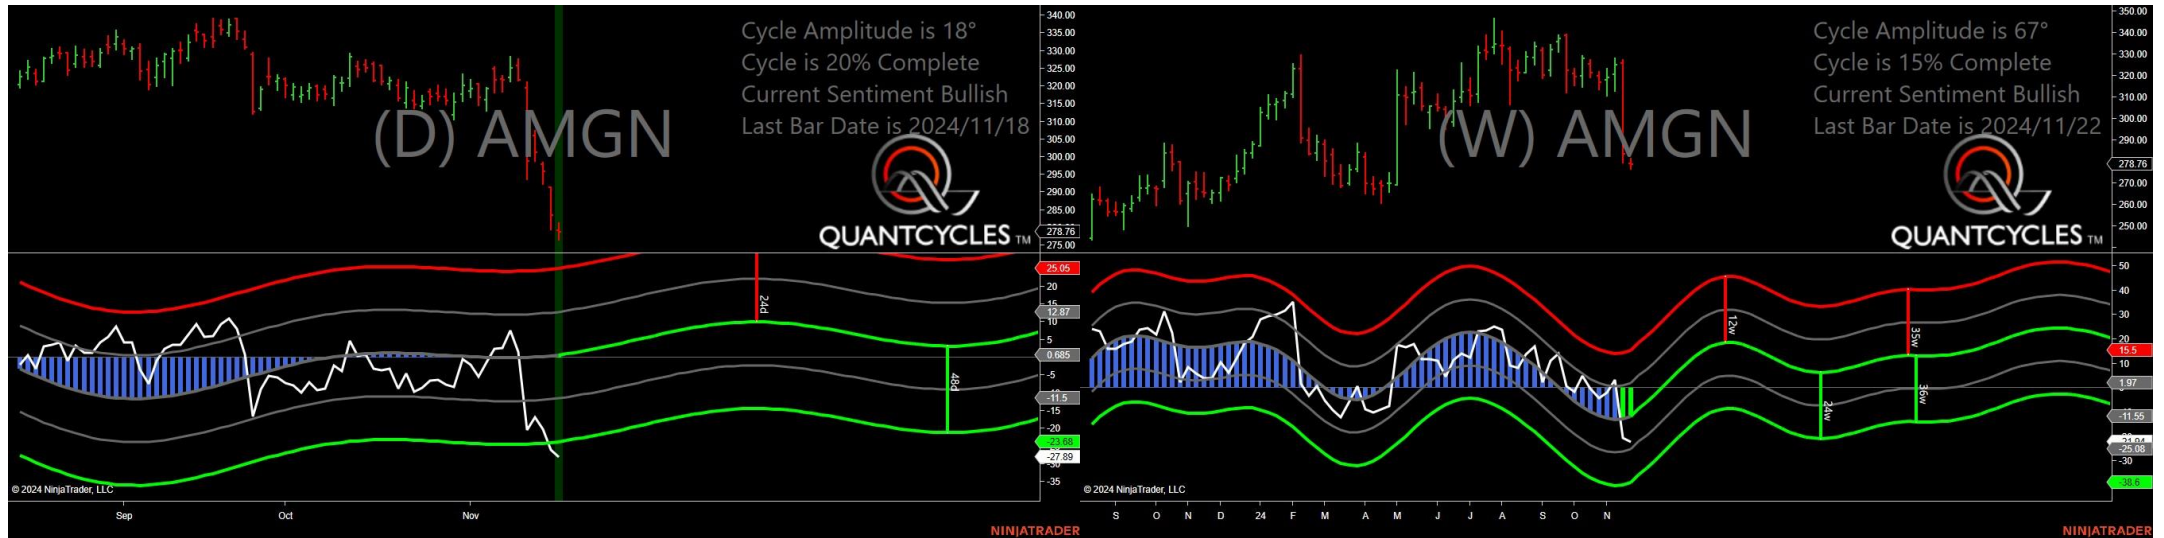 Cycle Amplitude is 18°
Cycle is 20% Complete
Current Sentiment Bullish
Last Bar Date is 2024/11/18
(D) AMGN
QUANTCYCLES TM
340.00
335.00
330.00
325.00
320.00
315.00
310.00
305.00
300.00
295.00
290.00
285.00
278.76
275.00
25.05
20
15
12.87
10
5
0.685
-5
-11.5
-15
-20
-23.68
-27.89
-30
-35
24d
48d
© 2024 NinjaTrader, LLC
Sep
Oct
Nov
NINJATRADER
Cycle Amplitude is 67°
Cycle is 15% Complete
Current Sentiment Bullish
Last Bar Date is 2024/11/22
(W) AMGN
QUANTCYCLES TM
350.00
340.00
330.00
320.00
310.00
300.00
290.00
278.76
270.00
260.00
250.00
50
40
30
20
15.5
10
1.97
-11.55
-25.08
-30
-38.6
12w
24w
35w
36w
© 2024 NinjaTrader, LLC
S
O
N
D
24
F
M
A
M
J
J
A
S
O
N
NINJATRADER